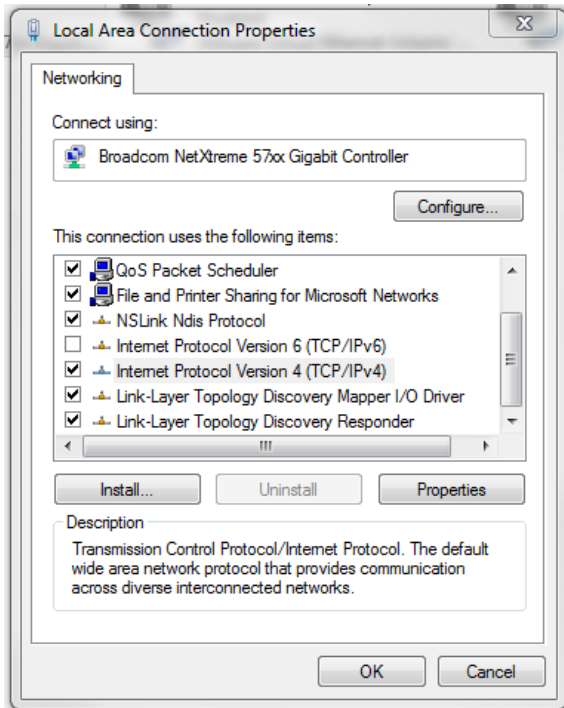 Local Area Connection Properties
Networking
Connect using:
Broadcom NetXtreme 57xx Gigabit Controller
Configure...
This connection uses the following items:
QoS Packet Scheduler
File and Printer Sharing for Microsoft Networks
NSLink Ndis Protocol
Internet Protocol Version 6 (TCP/IPv6)
Internet Protocol Version 4 (TCP/IPv4)
Link-Layer Topology Discovery Mapper I/O Driver
Link-Layer Topology Discovery Responder
Install... Uninstall Properties
Description
Transmission Control Protocol/Internet Protocol. The default
wide area network protocol that provides communication
across diverse interconnected networks.
OK Cancel